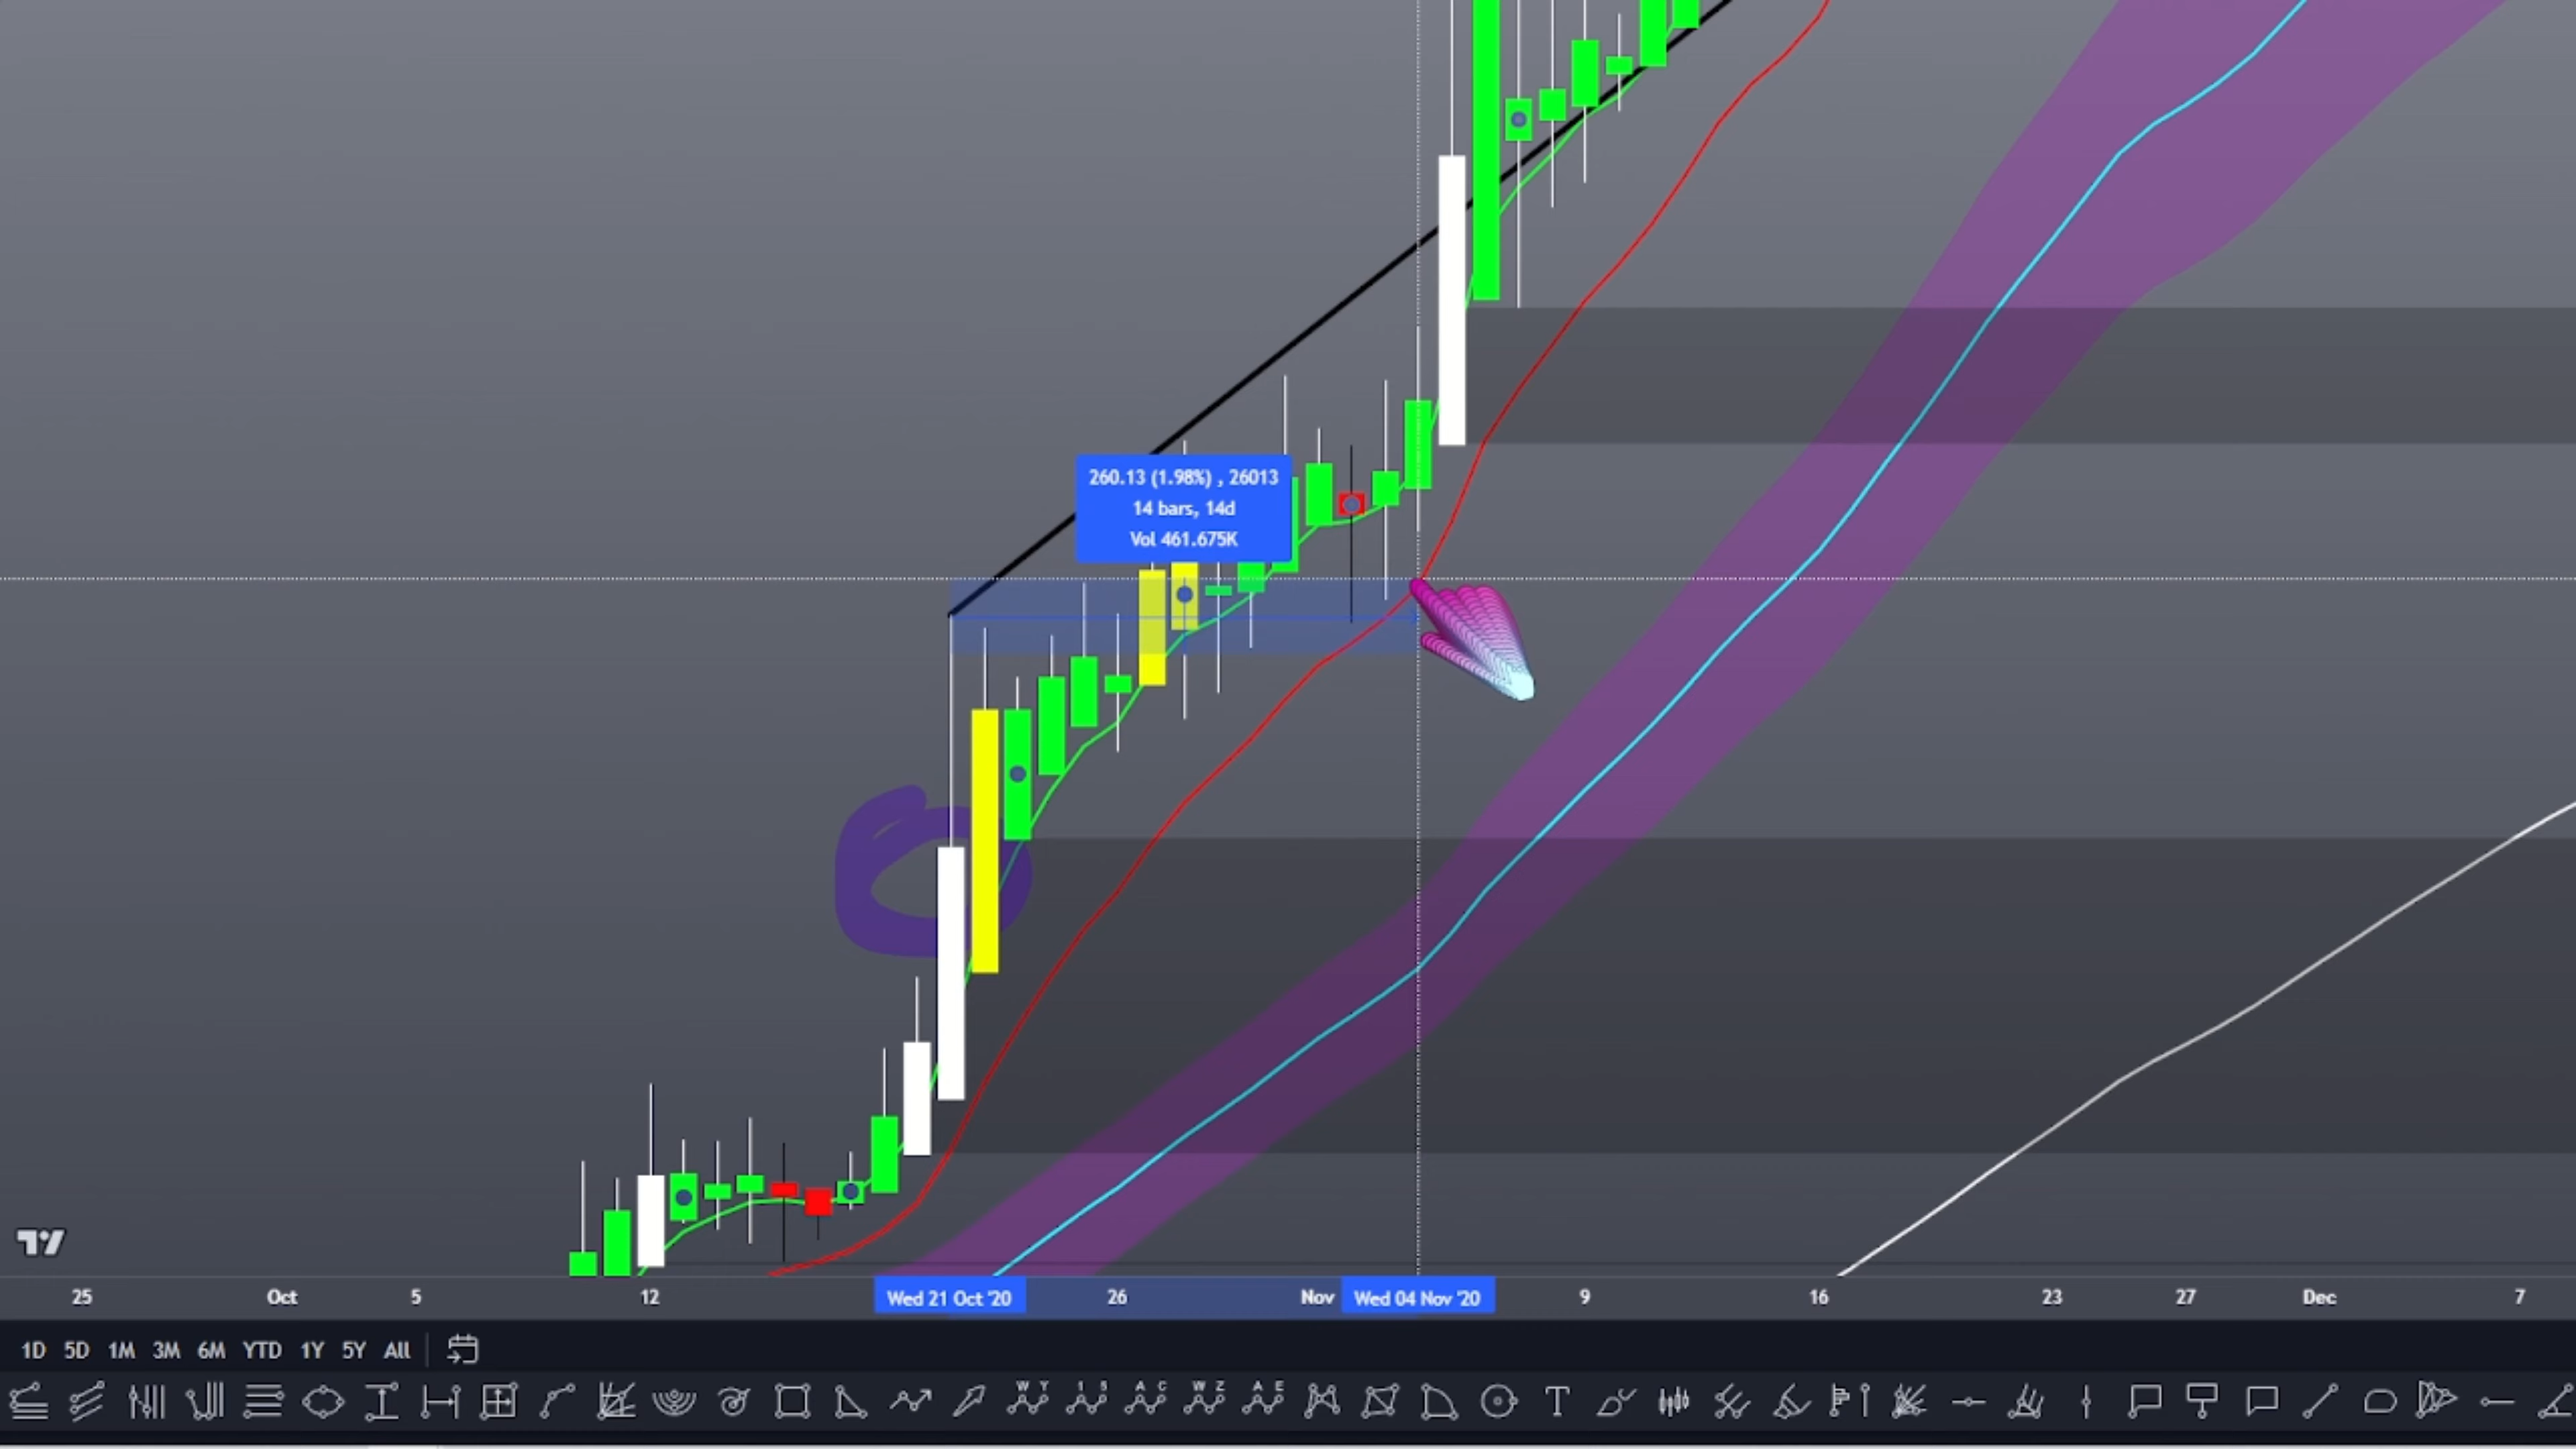 260.13 (1.98%) , 26013
14 bars, 14d
Vol 461.675K
25 Oct 5 12 Wed 21 Oct '20 26 Nov Wed 04 Nov '20 9 16 23 27 Dec 7
1D 5D 1M 3M 6M YTD 1Y 5Y All
W Y 1 5 A C W Z A E
T